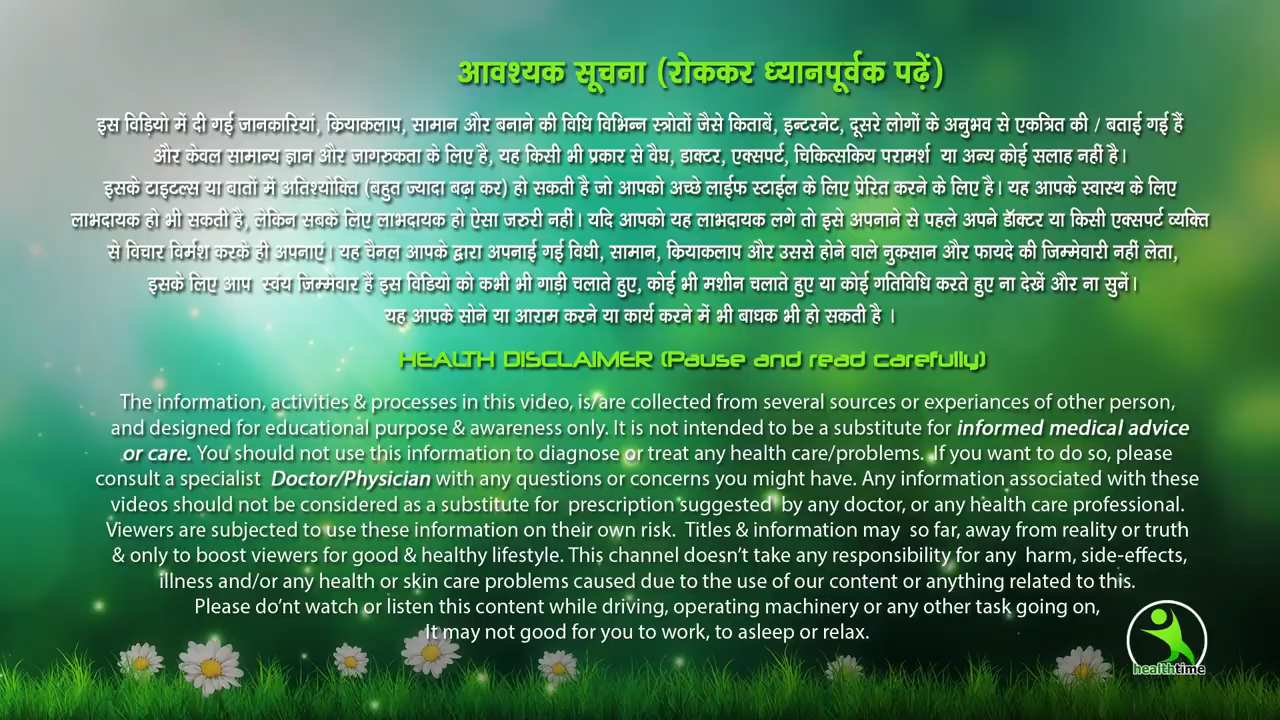 आवश्यक सूचना (रोककर ध्यानपूर्वक पढ़ें)
इस विडियो में दी गई जानकारियां, क्रियाकलाप, सामान और बनाने की विधि विभिन्न स्त्रोतों जैसे किताबें, इन्टरनेट, दूसरे लोगों के अनुभव से एकत्रित की / बताई गई हैं
और केवल सामान्य ज्ञान और जागरुकता के लिए है, यह किसी भी प्रकार से वैघ, डाक्टर, एक्सपर्ट, चिकित्सकिय परामर्श या अन्य कोई सलाह नहीं है।
इसके टाइटल्स या बातों में अतिश्योक्ति (बहुत ज्यादा बढ़ा कर) हो सकती है जो आपको अच्छे लाईफ स्टाईल के लिए प्रेरित करने के लिए है। यह आपके स्वास्थ के लिए
लाभदायक हो भी सकती है, लेकिन सबके लिए लाभदायक हो ऐसा जरुरी नहीं। यदि आपको यह लाभदायक लगे तो इसे अपनाने से पहले अपने डॉक्टर या किसी एक्सपर्ट व्यक्ति
से विचार विर्मश करके ही अपनाएं। यह चैनल आपके द्वारा अपनाई गई विधी, सामान, क्रियाकलाप और उससे होने वाले नुकसान और फायदे की जिम्मेवारी नहीं लेता,
इसके लिए आप स्वंय जिम्मेवार हैं इस विडियो को कभी भी गाड़ी चलाते हुए, कोई भी मशीन चलाते हुए या कोई गतिविधि करते हुए ना देखें और ना सुनें।
यह आपके सोने या आराम करने या कार्य करने में भी बाधक भी हो सकती है ।
HEALTH DISCLAIMER (Pause and read carefully)
The information, activities & processes in this video, is/are collected from several sources or experiances of other person,
and designed for educational purpose & awareness only. It is not intended to be a substitute for informed medical advice
or care. You should not use this information to diagnose or treat any health care/problems. If you want to do so, please
consult a specialist Doctor/Physician with any questions or concerns you might have. Any information associated with these
videos should not be considered as a substitute for prescription suggested by any doctor, or any health care professional.
Viewers are subjected to use these information on their own risk. Titles & information may so far, away from reality or truth
& only to boost viewers for good & healthy lifestyle. This channel doesn't take any responsibility for any harm, side-effects,
illness and/or any health or skin care problems caused due to the use of our content or anything related to this.
Please do'nt watch or listen this content while driving, operating machinery or any other task going on,
It may not good for you to work, to asleep or relax.
healthtime